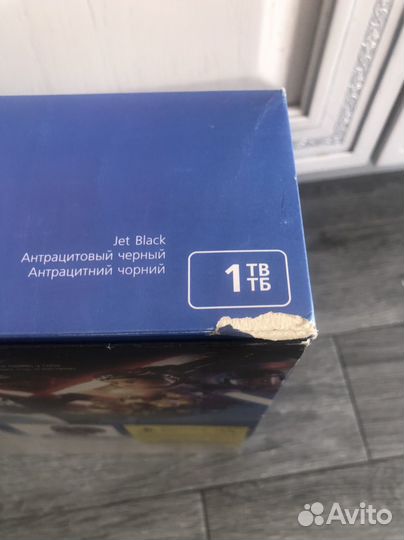 Jet Black
Антрацитовый черный
Антрацитний чорний
1 TB
ТБ
Avito